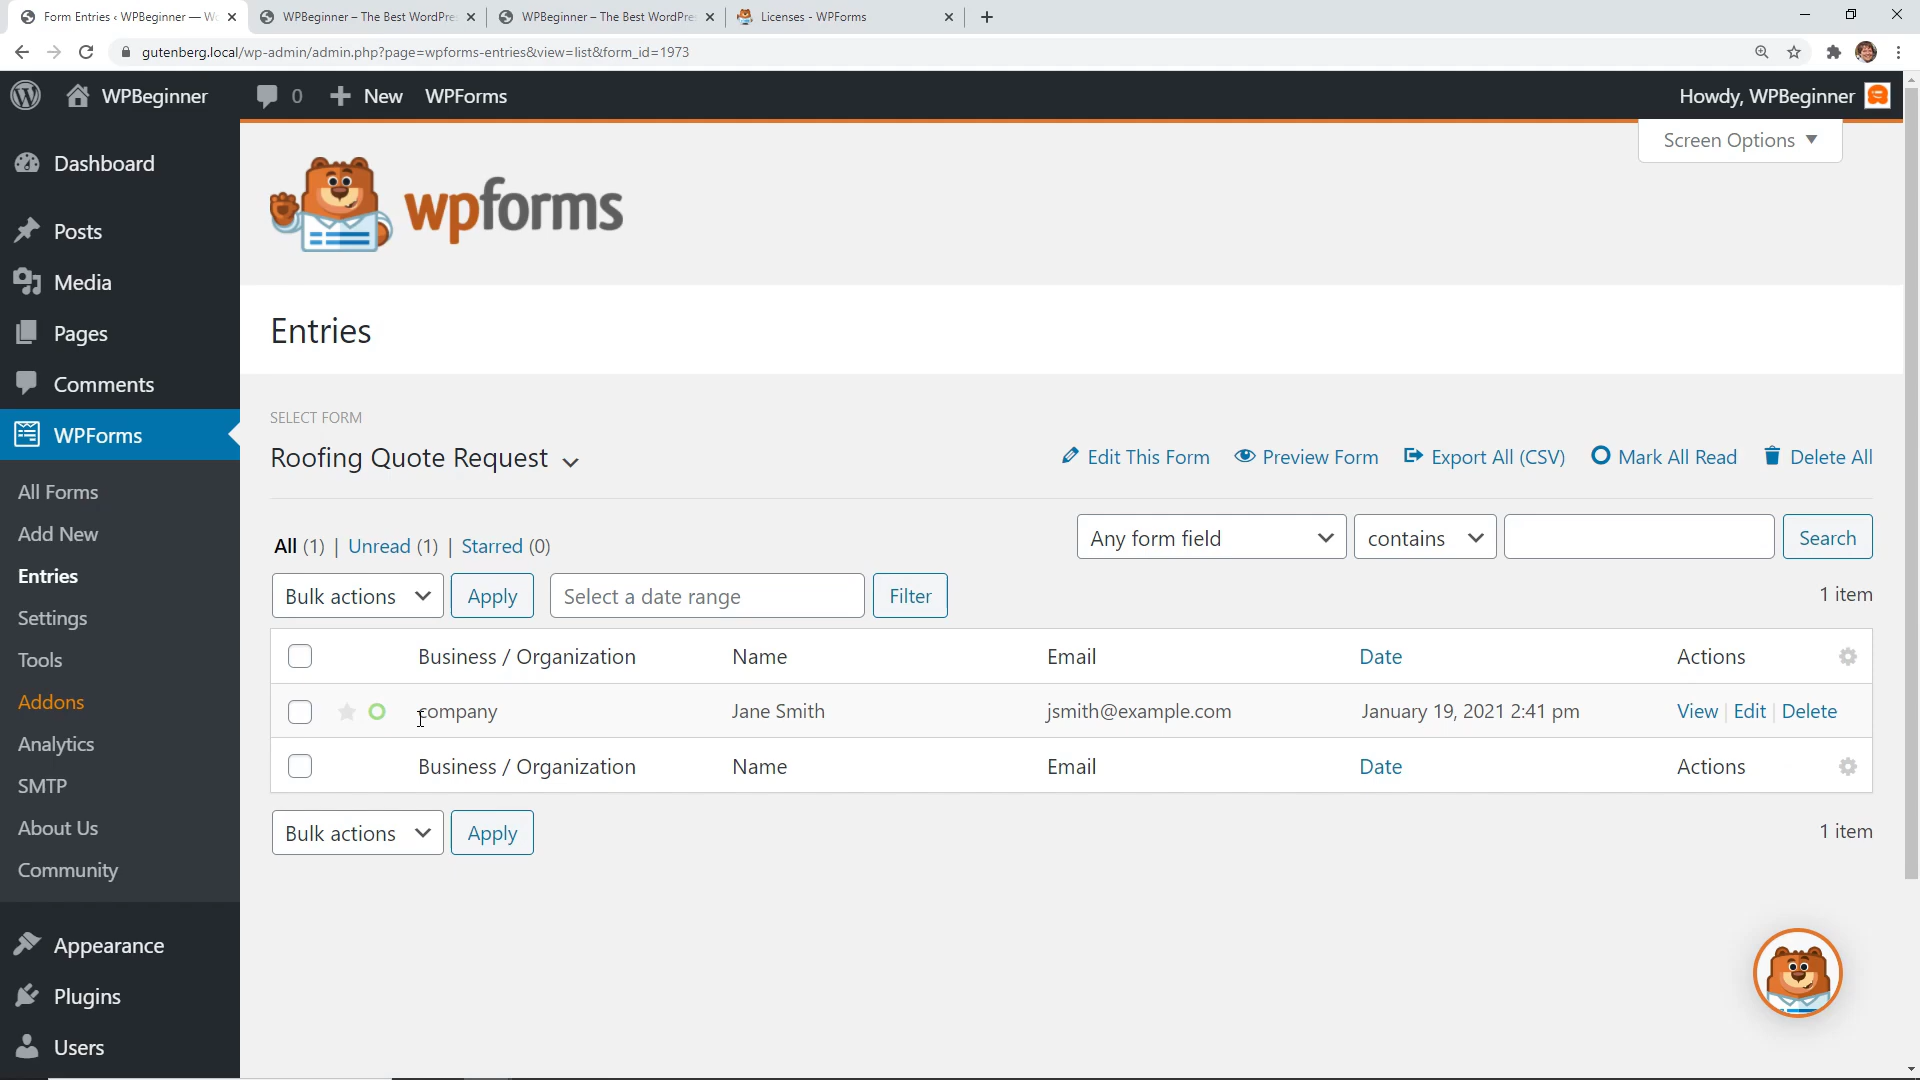 Form Entries ‹ WPBeginner — W
WPBeginner – The Best WordPre
WPBeginner – The Best WordPre
Licenses - WPForms
gutenberg.local/wp-admin/admin.php?page=wpforms-entries&view=list&form_id=1973
WPBeginner
0
New
WPForms
Howdy, WPBeginner
Screen Options
Dashboard
Posts
Media
Pages
Comments
WPForms
All Forms
Add New
Entries
Settings
Tools
Addons
Analytics
SMTP
About Us
Community
Appearance
Plugins
Users
wpforms
Entries
SELECT FORM
Roofing Quote Request
Edit This Form
Preview Form
Export All (CSV)
Mark All Read
Delete All
All (1) | Unread (1) | Starred (0)
Any form field
contains
Search
Bulk actions
Apply
Select a date range
Filter
1 item
Business / Organization
Name
Email
Date
Actions
company
Jane Smith
jsmith@example.com
January 19, 2021 2:41 pm
View | Edit | Delete
Business / Organization
Name
Email
Date
Actions
Bulk actions
Apply
1 item